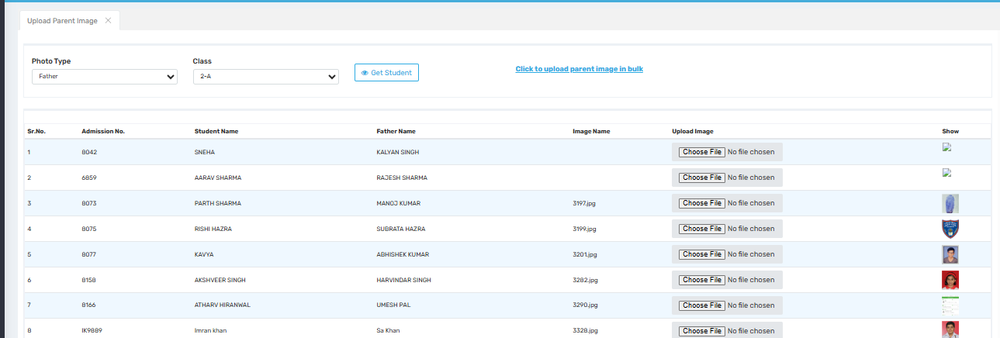 Upload Parent Image ×
Photo Type Class
Father 2-A Get Student Click to upload parent image in bulk
Sr.No. Admission No. Student Name Father Name Image Name Upload Image Show
1 8042 SNEHA KALYAN SINGH Choose File No file chosen
2 6859 AARAV SHARMA RAJESH SHARMA Choose File No file chosen
3 8073 PARTH SHARMA MANOJ KUMAR 3197.jpg Choose File No file chosen
4 8075 RISHI HAZRA SUBRATA HAZRA 3199.jpg Choose File No file chosen
5 8077 KAVYA ABHISHEK KUMAR 3201.jpg Choose File No file chosen
6 8158 AKSHVEER SINGH HARVINDAR SINGH 3282.jpg Choose File No file chosen
7 8166 ATHARV HIRANWAL UMESH PAL 3290.jpg Choose File No file chosen
8 IK9889 Imran khan Sa Khan 3328.jpg Choose File No file chosen